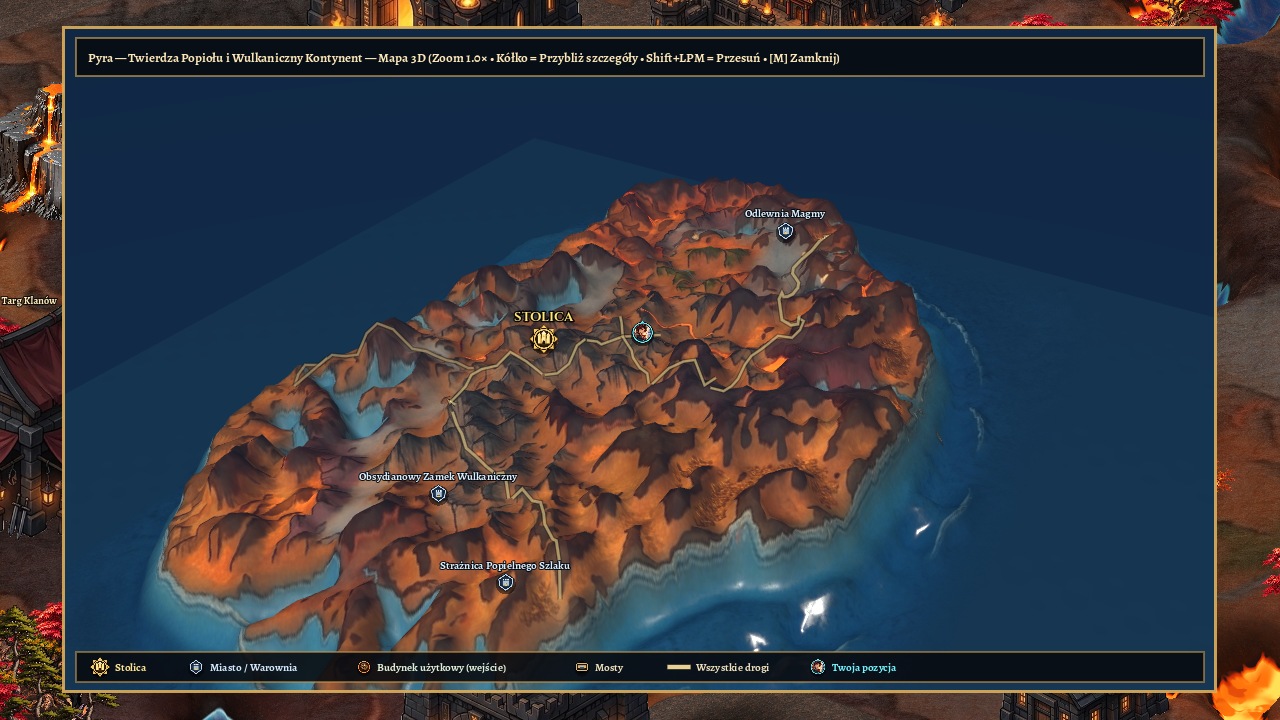 Pyra — Twierdza Popiołu i Wulkaniczny Kontynent — Mapa 3D (Zoom 1.0× • Kółko = Przybliż szczegóły • Shift+LPM = Przesuń • [M] Zamknij)
Odlewnia Magmy
Targ Klanów
STOLICA
Obsydianowy Zamek Wulkaniczny
Strażnica Popielnego Szlaku
Stolica
Miasto / Warownia
Budynek użytkowy (wejście)
Mosty
Wszystkie drogi
Twoja pozycja